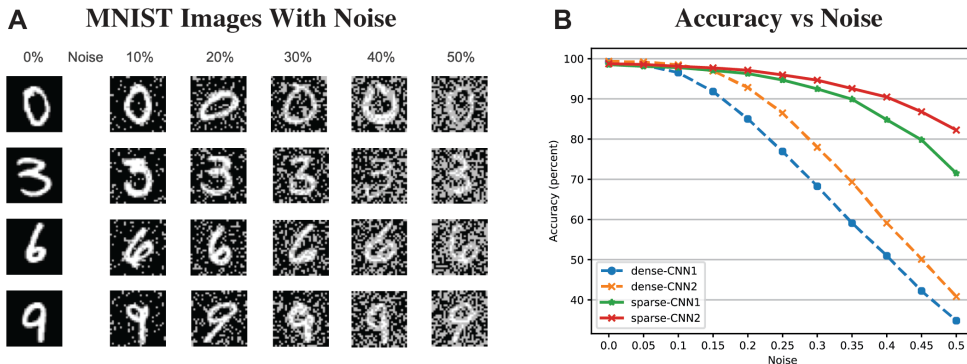 A MNIST Images With Noise
0% Noise 10% 20% 30% 40% 50%
B Accuracy vs Noise
Accuracy (percent)
100
90
80
70
60
50
40
dense-CNN1
dense-CNN2
sparse-CNN1
sparse-CNN2
0.0 0.05 0.1 0.15 0.2 0.25 0.3 0.35 0.4 0.45 0.5
Noise